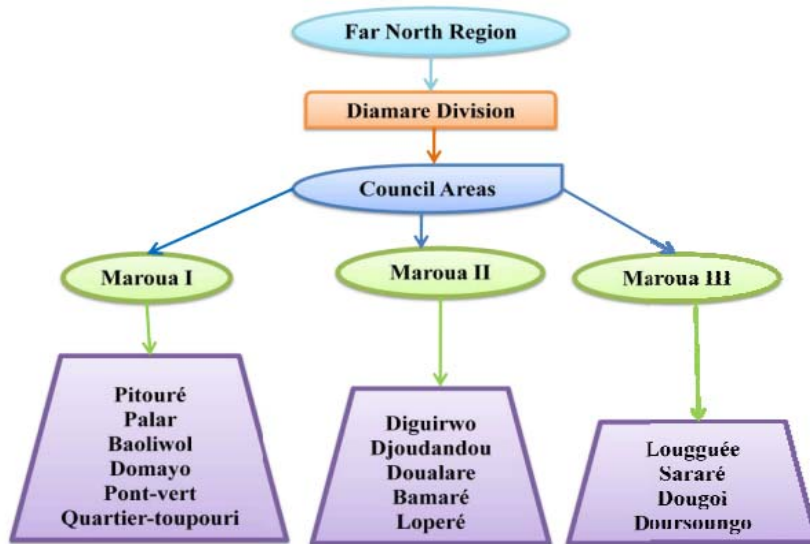 Far North Region
Diamare Division
Council Areas
Maroua I
Maroua II
Maroua III
Pitouré
Palar
Baoliwol
Domayo
Pont-vert
Quartier-toupouri
Diguirwo
Djoudandou
Doualare
Bamaré
Loperé
Lougguée
Sararé
Dougoi
Doursoungo